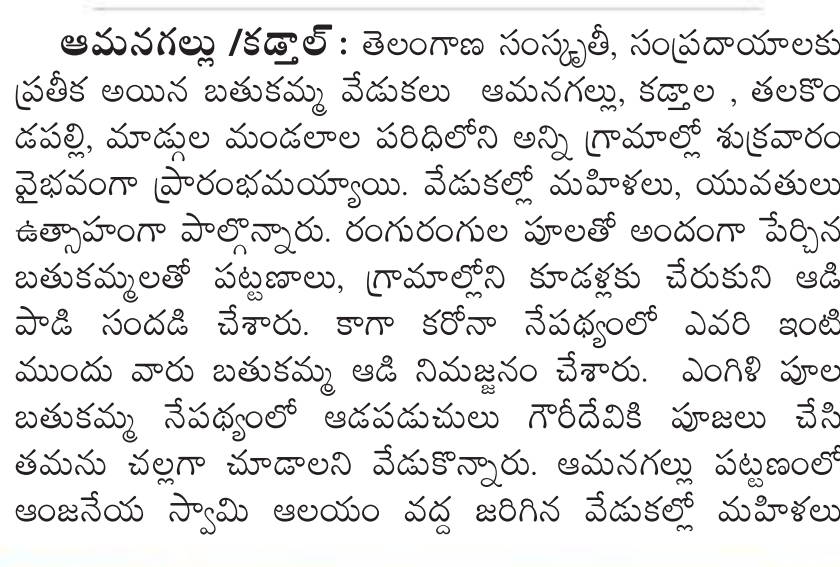 ఆమనగల్లు /కడ్తాల్ : తెలంగాణ సంస్కృతీ, సంప్రదాయాలకు
ప్రతీక అయిన బతుకమ్మ వేడుకలు ఆమనగల్లు, కడ్తాల , తలకొం
డపల్లి, మాడ్గుల మండలాల పరిధిలోని అన్ని గ్రామాల్లో శుక్రవారం
వైభవంగా ప్రారంభమయ్యాయి. వేడుకల్లో మహిళలు, యువతులు
ఉత్సాహంగా పాల్గొన్నారు. రంగురంగుల పూలతో అందంగా పేర్చిన
బతుకమ్మలతో పట్టణాలు, గ్రామాల్లోని కూడళ్లకు చేరుకుని ఆడి
పాడి సందడి చేశారు. కాగా కరోనా నేపథ్యంలో ఎవరి ఇంటి
ముందు వారు బతుకమ్మ ఆడి నిమజ్జనం చేశారు. ఎంగిళి పూల
బతుకమ్మ నేపథ్యంలో ఆడపడుచులు గౌరీదేవికి పూజలు చేసి
తమను చల్లగా చూడాలని వేడుకొన్నారు. ఆమనగల్లు పట్టణంలో
ఆంజనేయ స్వామి ఆలయం వద్ద జరిగిన వేడుకల్లో మహిళలు